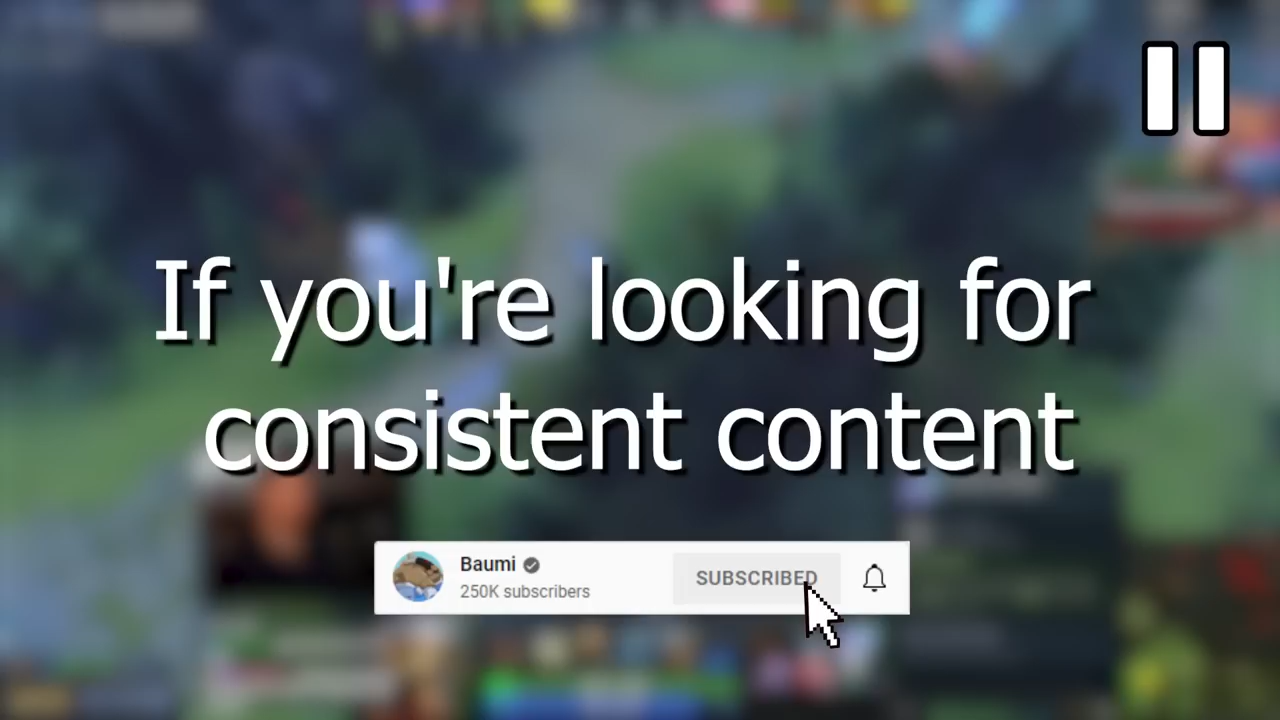 If you're looking for
consistent content
Baumi
250K subscribers
SUBSCRIBED